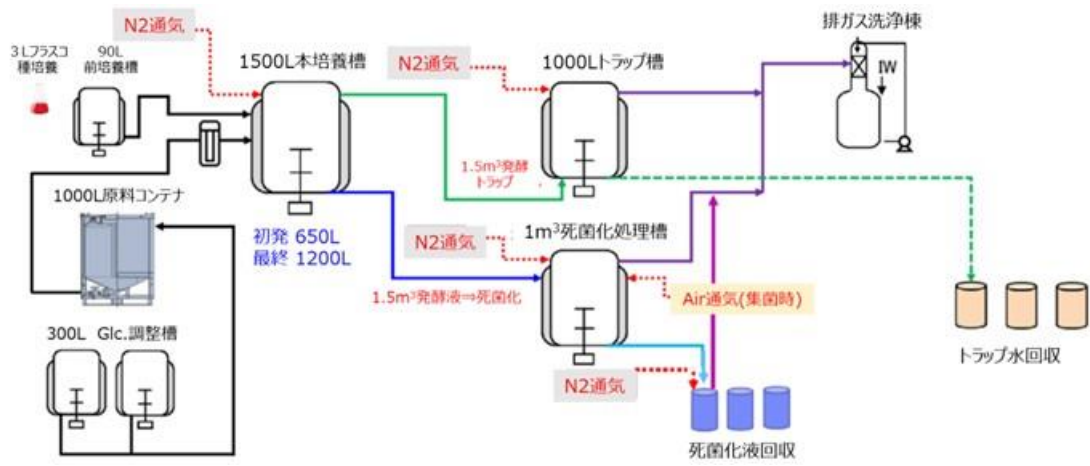 N2通気
3Lフラスコ
種培養
90L
前培養槽
1500L本培養槽
N2通気
1000Lトラップ槽
排ガス洗浄棟
IW
1.5m³発酵
トラップ
1000L原料コンテナ
初発 650L
最終 1200L
N2通気
1m³死菌化処理槽
1.5m³発酵液⇒死菌化
Air通気(集菌時)
300L Glc.調整槽
N2通気
トラップ水回収
死菌化液回収